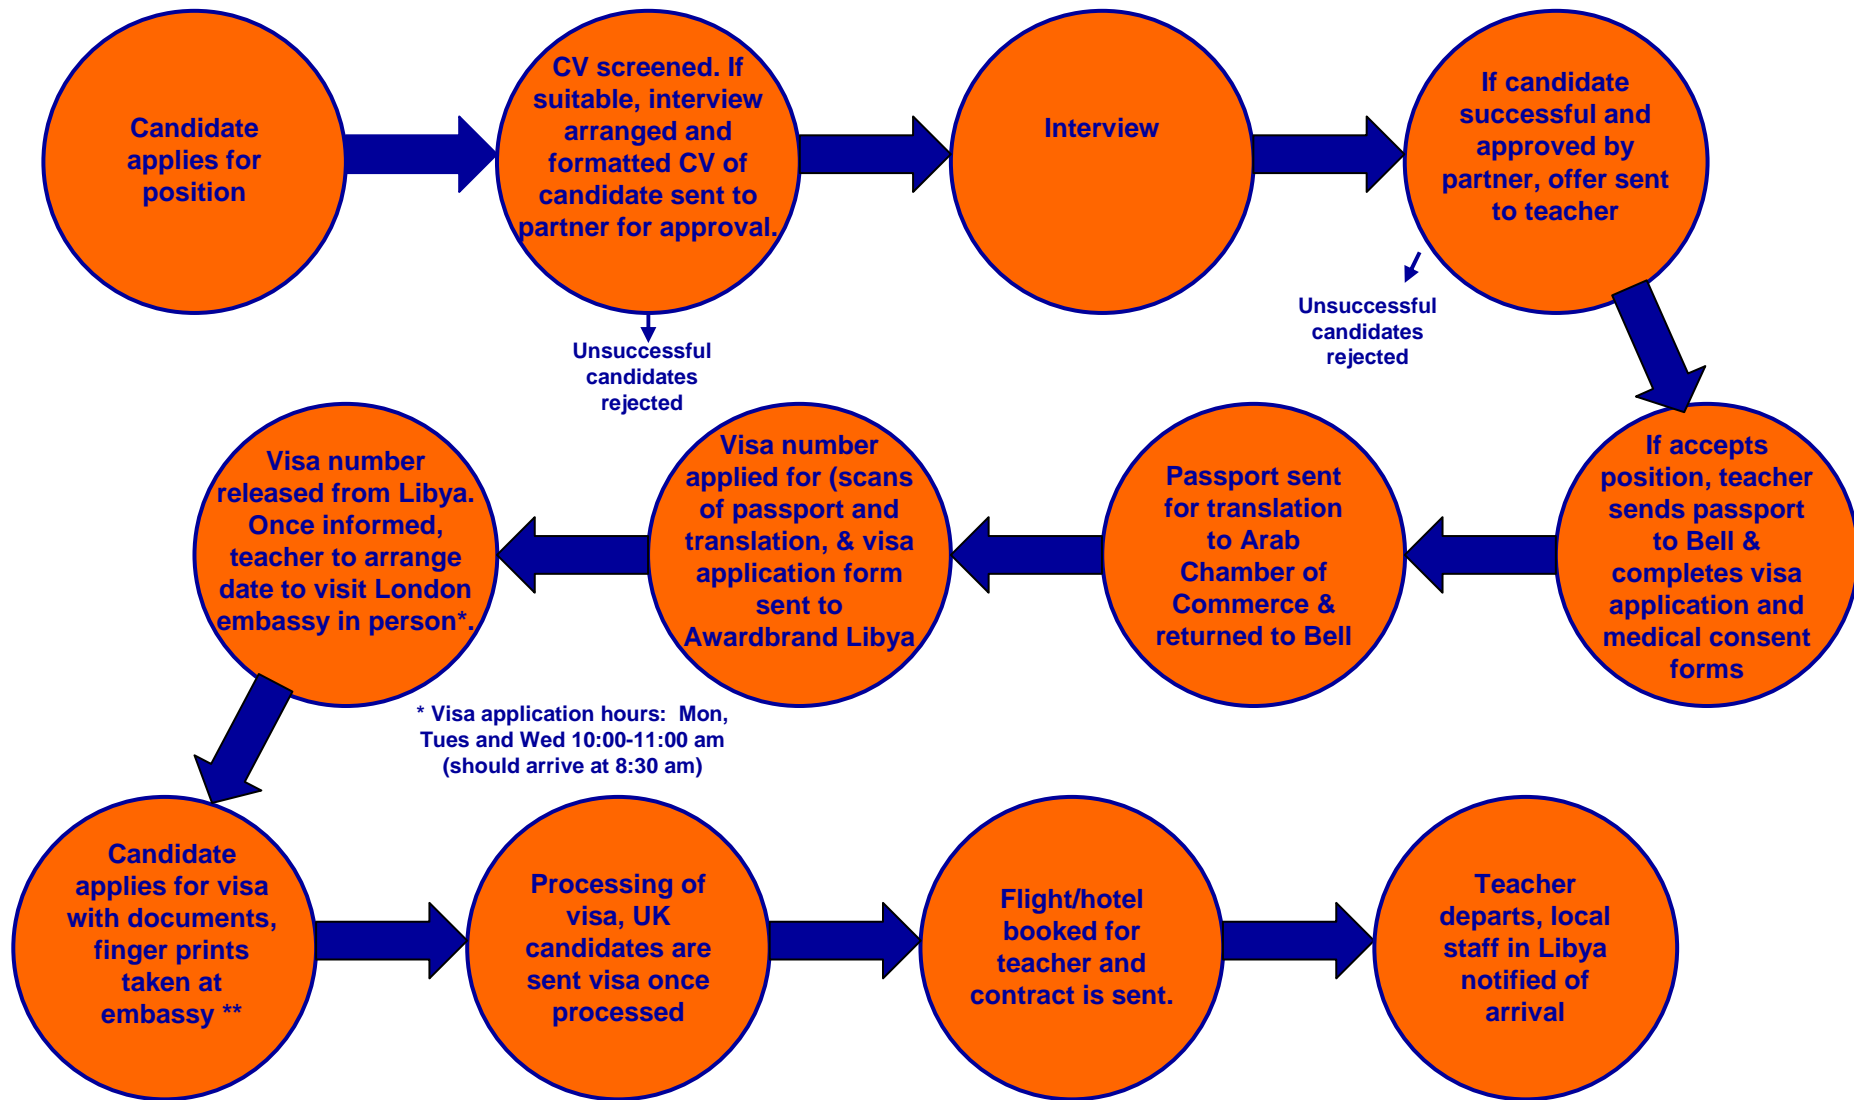 Candidate
applies for
position
CV screened. If
suitable, interview
arranged and
formatted CV of
candidate sent to
partner for approval.
Unsuccessful
candidates
rejected
Interview
If candidate
successful and
approved by
partner, offer sent
to teacher
Unsuccessful
candidates
rejected
If accepts
position, teacher
sends passport
to Bell &
completes visa
application and
medical consent
forms
Passport sent
for translation
to Arab
Chamber of
Commerce &
returned to Bell
Visa number
applied for (scans
of passport and
translation, & visa
application form
sent to
Awardbrand Libya
Visa number
released from Libya.
Once informed,
teacher to arrange
date to visit London
embassy in person*.
* Visa application hours:  Mon,
Tues and Wed 10:00-11:00 am
(should arrive at 8:30 am)
Candidate
applies for visa
with documents,
finger prints
taken at
embassy **
Processing of
visa, UK
candidates are
sent visa once
processed
Flight/hotel
booked for
teacher and
contract is sent.
Teacher
departs, local
staff in Libya
notified of
arrival